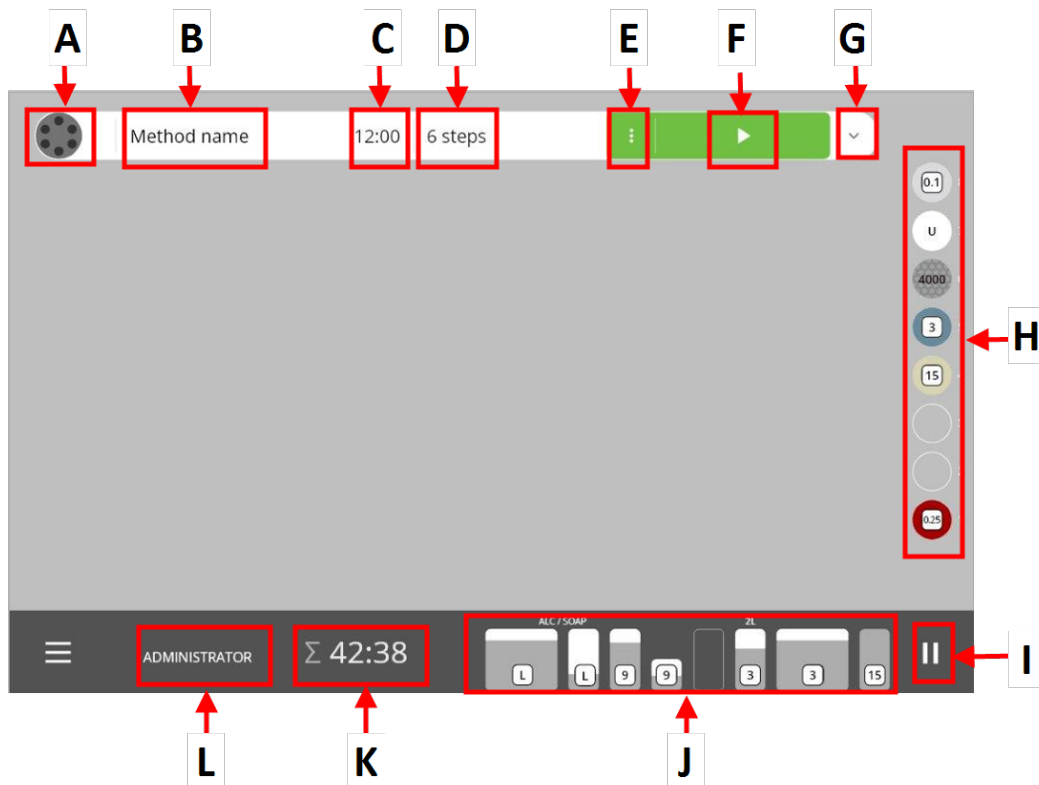 A B C D E F G
Method name 12:00 6 steps
0.1
U
4000
3
15
0.25
H
ALC / SOAP 2L
ADMINISTRATOR Σ 42:38 L L 9 9 3 3 15
I
L K J